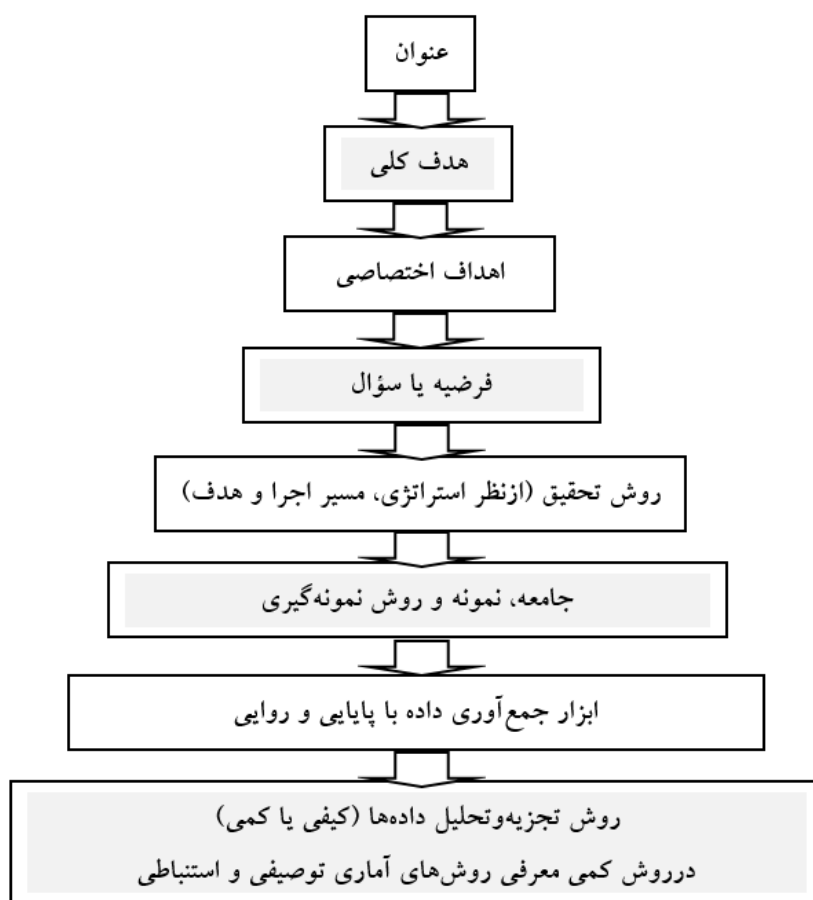 عنوان
هدف کلی
اهداف اختصاصی
فرضیه یا سؤال
روش تحقیق (ازنظر استراتژی، مسیر اجرا و هدف)
جامعه، نمونه و روش نمونه‌گیری
ابزار جمع‌آوری داده با پایایی و روایی
روش تجزیه‌وتحلیل داده‌ها (کیفی یا کمی)
درروش کمی معرفی روش‌های آماری توصیفی و استنباطی